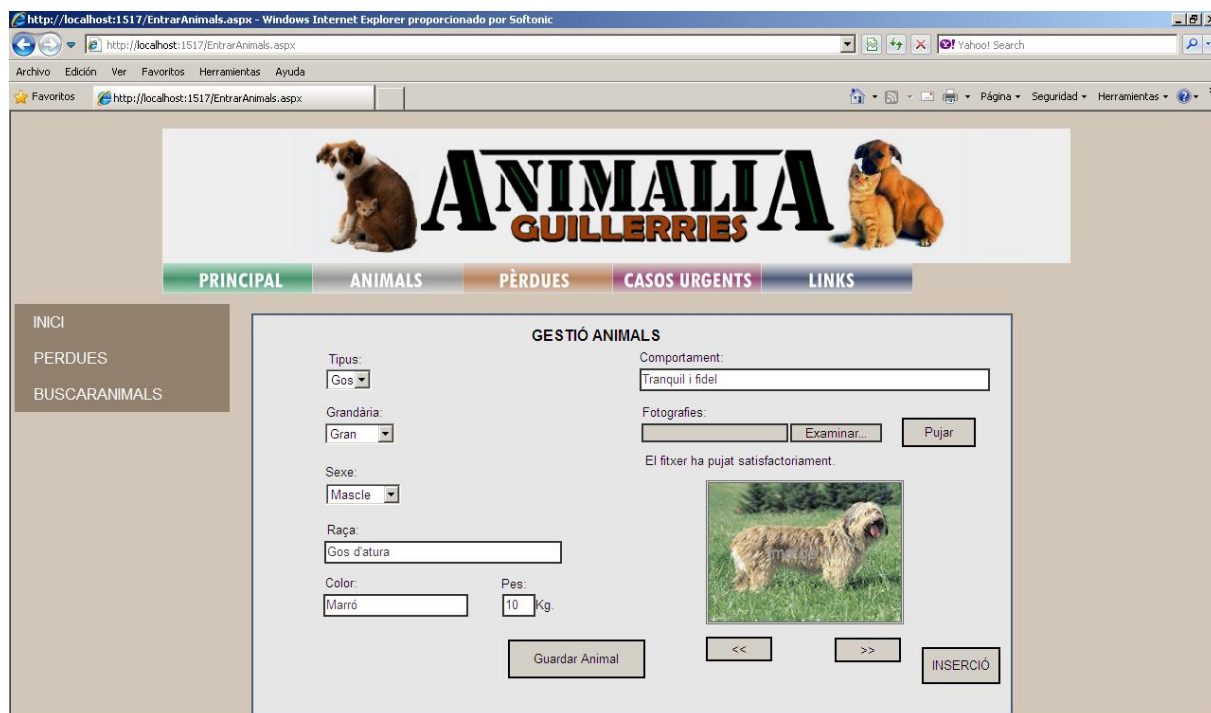 http://localhost:1517/EntrarAnimals.aspx - Windows Internet Explorer proporcionado por Softonic
http://localhost:1517/EntrarAnimals.aspx
Yahoo! Search
Archivo Edición Ver Favoritos Herramientas Ayuda
Favoritos http://localhost:1517/EntrarAnimals.aspx Página Seguridad Herramientas
ANIMALIA
GUILLERRIES
PRINCIPAL ANIMALS PÈRDUES CASOS URGENTS LINKS
INICI
PERDUES
BUSCARANIMALS
GESTIÓ ANIMALS
Tipus:
Gos
Grandària:
Gran
Sexe:
Mascle
Raça:
Gos d'atura
Color:
Marró
Pes:
10 Kg.
Guardar Animal
Comportament:
Tranquil i fidel
Fotografies:
Examinar... Pujar
El fitxer ha pujat satisfactoriament.
<< >>
INSERCIÓ